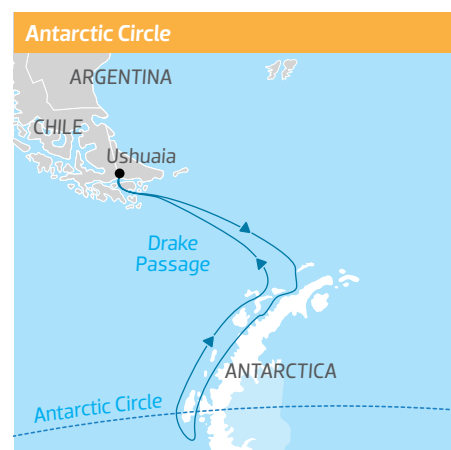 Antarctic Circle
ARGENTINA
CHILE
Ushuaia
Drake
Passage
ANTARCTICA
Antarctic Circle